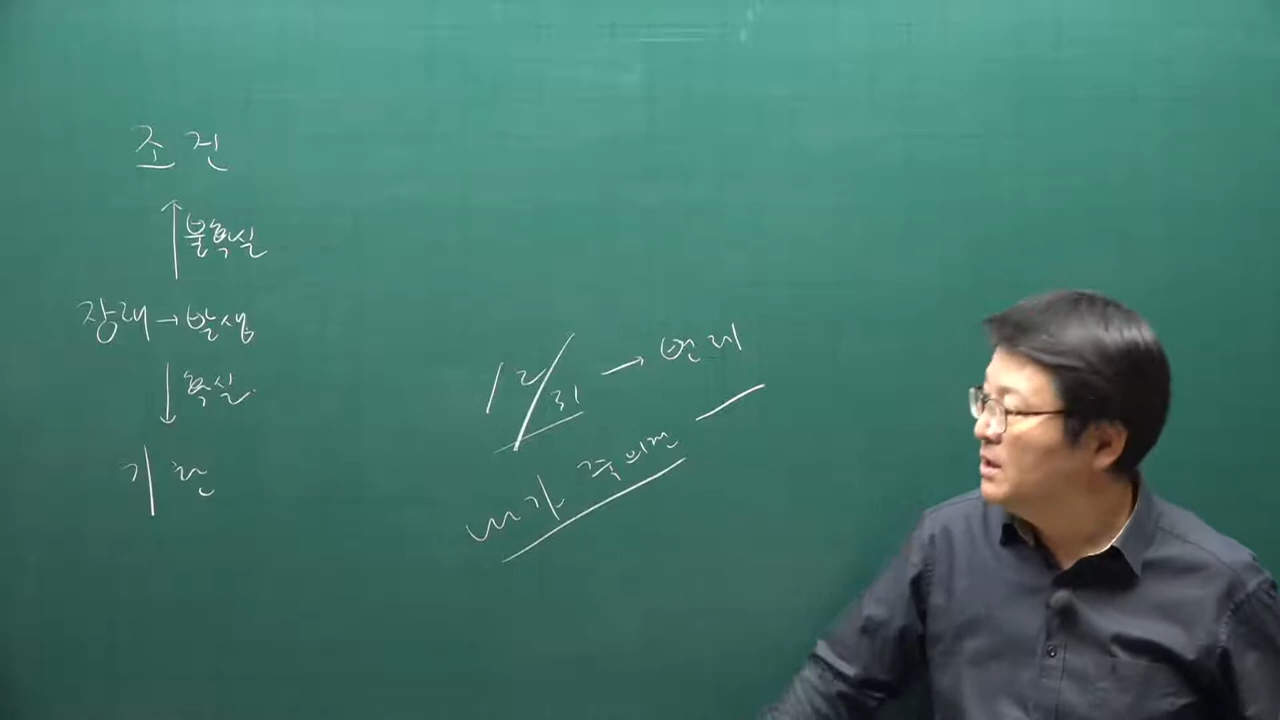 조건
불확실
장래 → 발생
확실
기한
12/31 → 변제
내가 죽으면